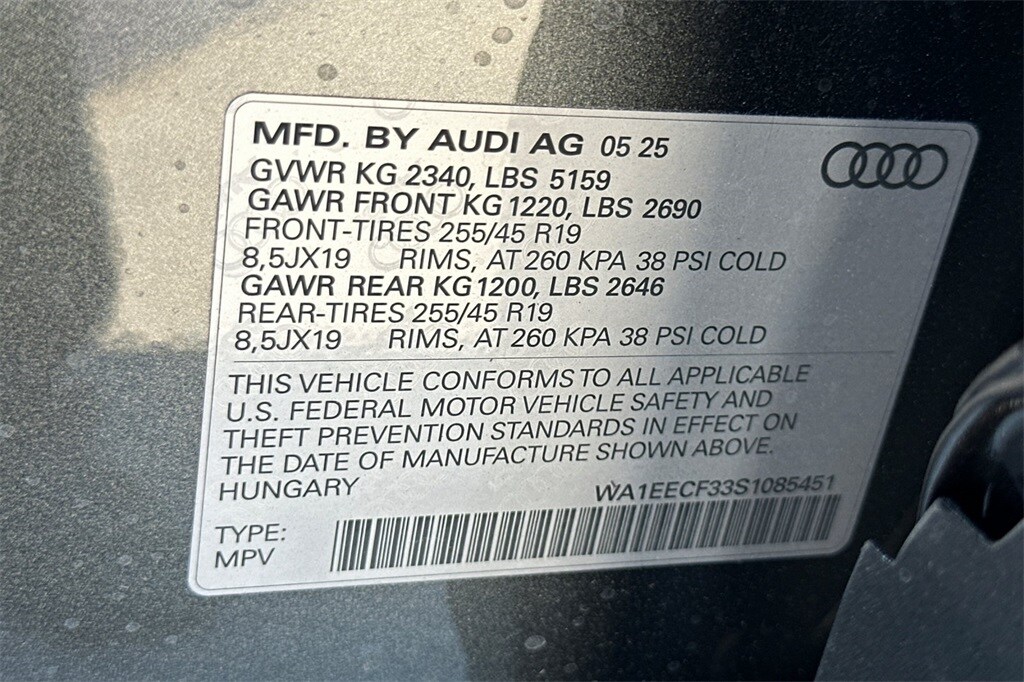 MFD. BY AUDI AG 05 25
GVWR KG 2340, LBS 5159
GAWR FRONT KG 1220, LBS 2690
FRONT-TIRES 255/45 R19
8,5JX19 RIMS, AT 260 KPA 38 PSI COLD
GAWR REAR KG 1200, LBS 2646
REAR-TIRES 255/45 R19
8,5JX19 RIMS, AT 260 KPA 38 PSI COLD
THIS VEHICLE CONFORMS TO ALL APPLICABLE
U.S. FEDERAL MOTOR VEHICLE SAFETY AND
THEFT PREVENTION STANDARDS IN EFFECT ON
THE DATE OF MANUFACTURE SHOWN ABOVE.
HUNGARY WA1EECF33S1085451
TYPE:
MPV